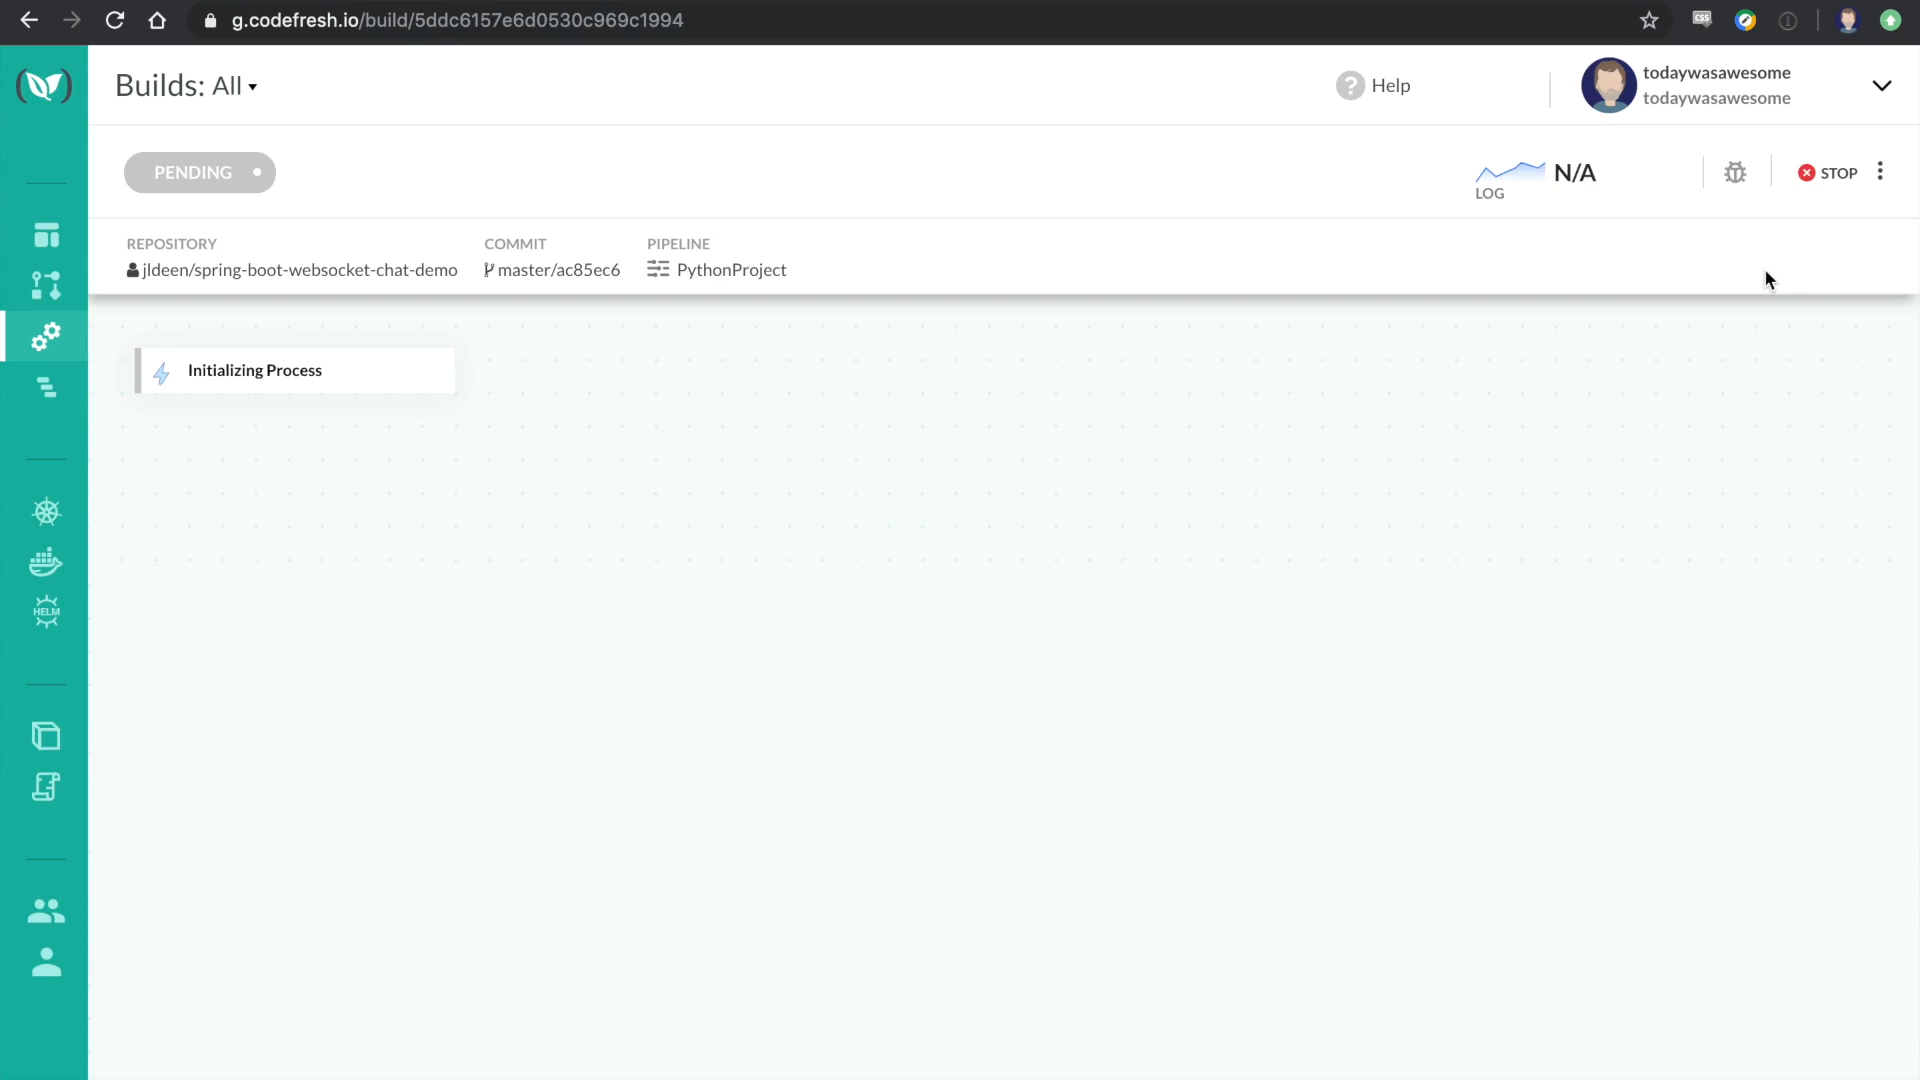 g.codefresh.io/build/5ddc6157e6d0530c969c1994
CSS
Builds: All
? Help
todaywasawesome
todaywasawesome
PENDING
LOG
N/A
STOP
REPOSITORY
COMMIT
PIPELINE
jldeen/spring-boot-websocket-chat-demo
master/ac85ec6
PythonProject
Initializing Process
HELM